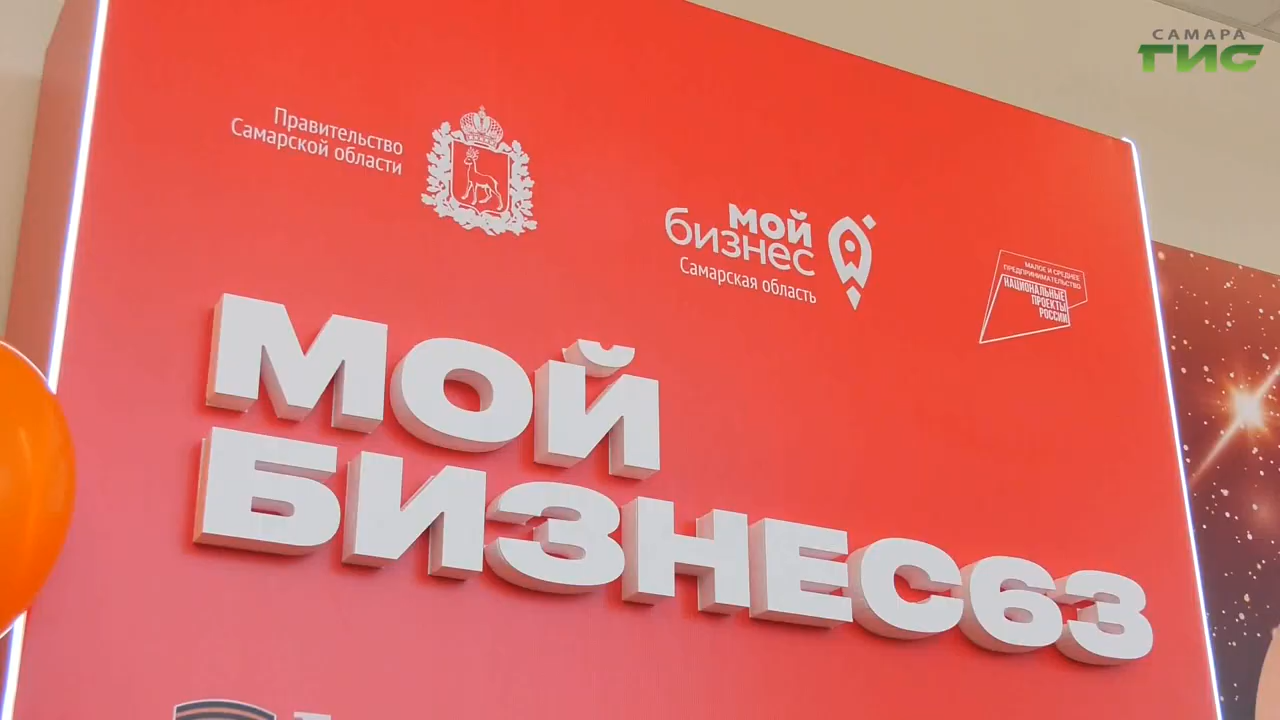 САМАРА
ГИС
Правительство
Самарской области
мой
бизнес
Самарская область
МАЛОЕ И СРЕДНЕЕ
ПРЕДПРИНИМАТЕЛЬСТВО
НАЦИОНАЛЬНЫЕ
ПРОЕКТЫ
РОССИИ
МОЙ
БИЗНЕС63